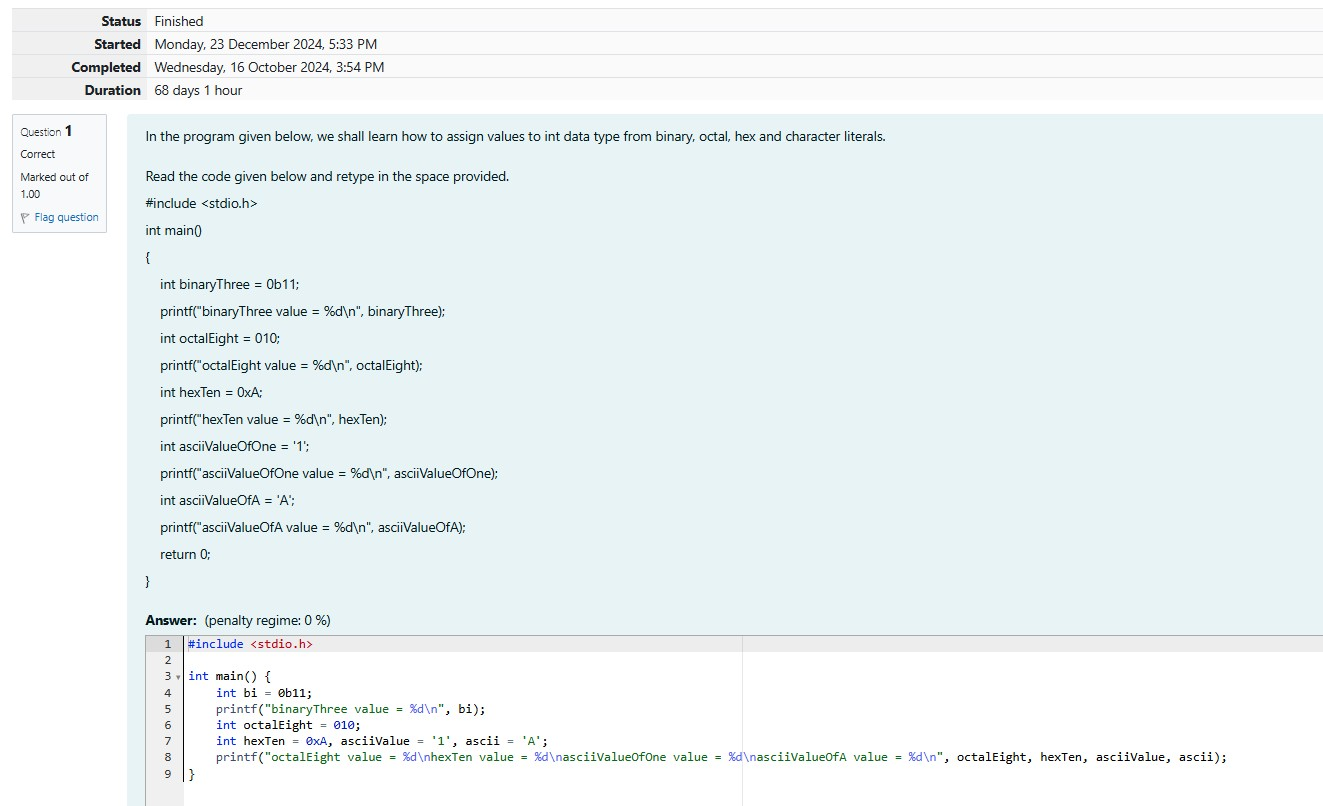 Status Finished
Started Monday, 23 December 2024, 5:33 PM
Completed Wednesday, 16 October 2024, 3:54 PM
Duration 68 days 1 hour
Question 1
Correct
Marked out of
1.00
Flag question
In the program given below, we shall learn how to assign values to int data type from binary, octal, hex and character literals.
Read the code given below and retype in the space provided.
#include <stdio.h>
int main()
{
int binaryThree = 0b11;
printf("binaryThree value = %d\n", binaryThree);
int octalEight = 010;
printf("octalEight value = %d\n", octalEight);
int hexTen = 0xA;
printf("hexTen value = %d\n", hexTen);
int asciiValueOfOne = '1';
printf("asciiValueOfOne value = %d\n", asciiValueOfOne);
int asciiValueOfA = 'A';
printf("asciiValueOfA value = %d\n", asciiValueOfA);
return 0;
}
Answer: (penalty regime: 0 %)
1 #include <stdio.h>
2
3 int main() {
4 int bi = 0b11;
5 printf("binaryThree value = %d\n", bi);
6 int octalEight = 010;
7 int hexTen = 0xA, asciiValue = '1', ascii = 'A';
8 printf("octalEight value = %d\nhexTen value = %d\nasciiValueOfOne value = %d\nasciiValueOfA value = %d\n", octalEight, hexTen, asciiValue, ascii);
9 }